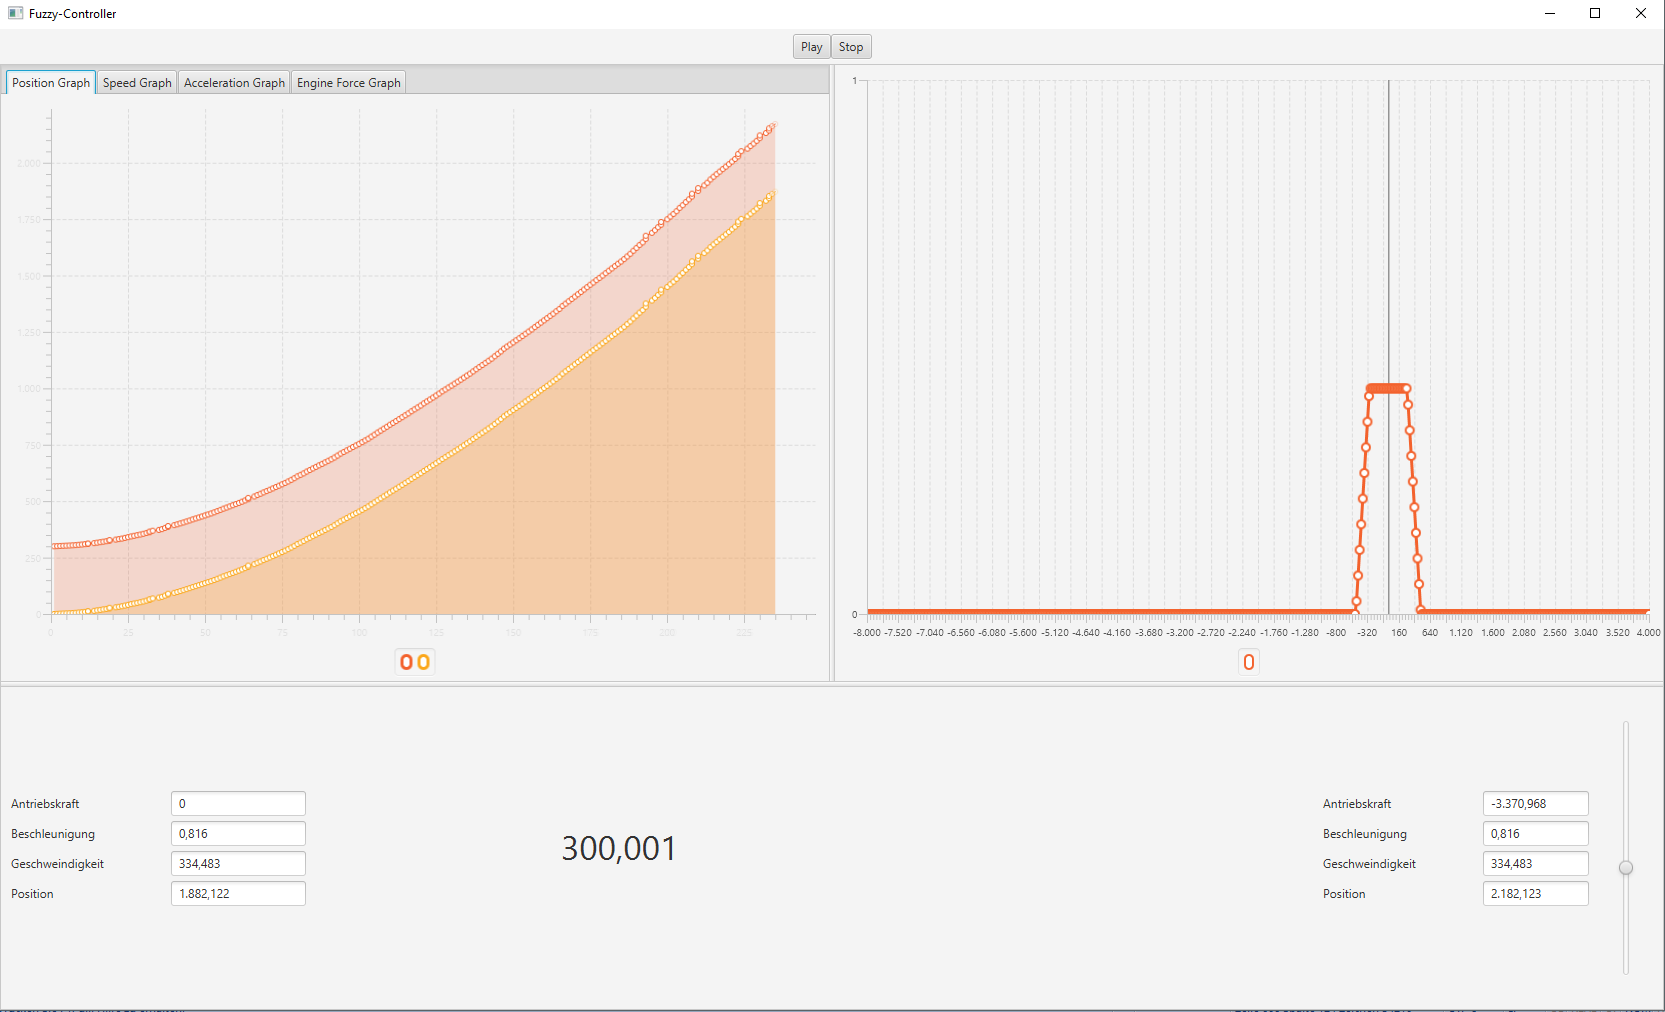 Fuzzy-Controller
Play Stop
Position Graph Speed Graph Acceleration Graph Engine Force Graph
2.000
1.750
1.500
1.250
1.000
750
500
250
0
0 25 50 75 100 125 150 175 200 225
1
0
-8.000 -7.520 -7.040 -6.560 -6.080 -5.600 -5.120 -4.640 -4.160 -3.680 -3.200 -2.720 -2.240 -1.760 -1.280 -800 -320 160 640 1.120 1.600 2.080 2.560 3.040 3.520 4.000
Antriebskraft 0
Beschleunigung 0,816
Geschweindigkeit 334,483
Position 1.882,122
300,001
Antriebskraft -3.370,968
Beschleunigung 0,816
Geschweindigkeit 334,483
Position 2.182,123